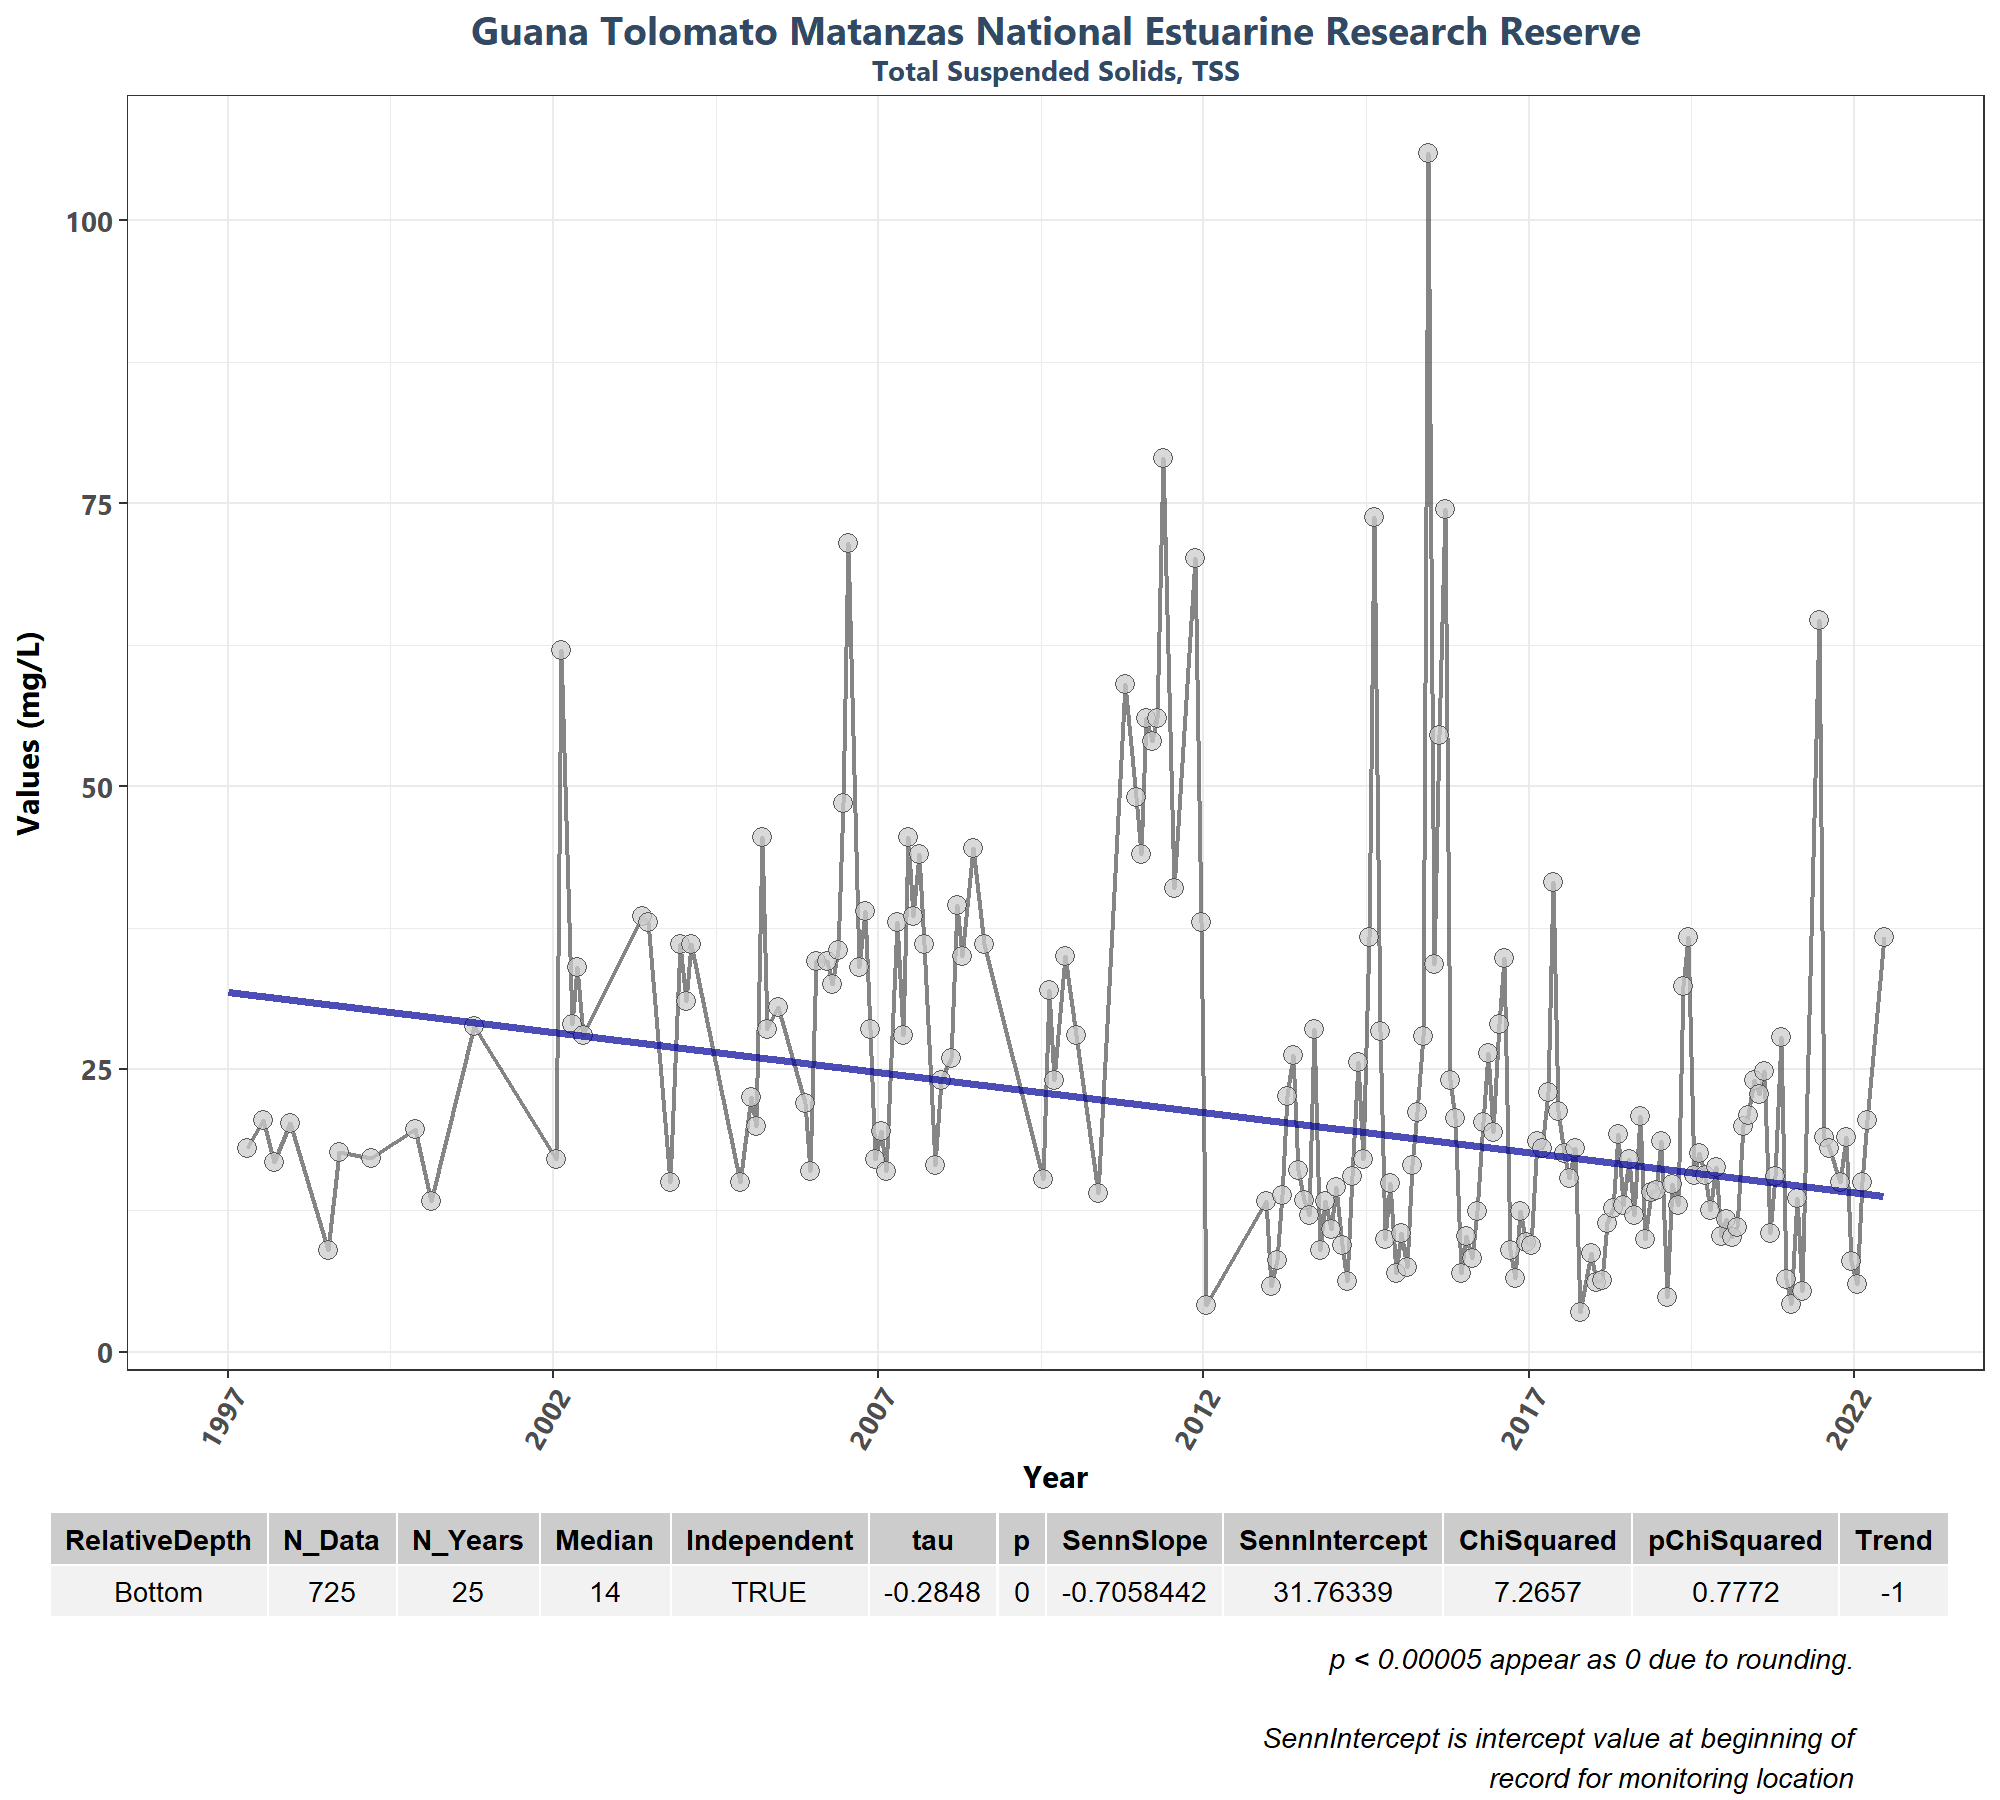 Guana Tolomato Matanzas National Estuarine Research Reserve
Total Suspended Solids, TSS
Values (mg/L)
100
75
50
25
0
1997
2002
2007
2012
2017
2022
Year
RelativeDepth N_Data N_Years Median Independent tau p SennSlope SennIntercept ChiSquared pChiSquared Trend
Bottom 725 25 14 TRUE -0.2848 0 -0.7058442 31.76339 7.2657 0.7772 -1
p < 0.00005 appear as 0 due to rounding.
SennIntercept is intercept value at beginning of
record for monitoring location